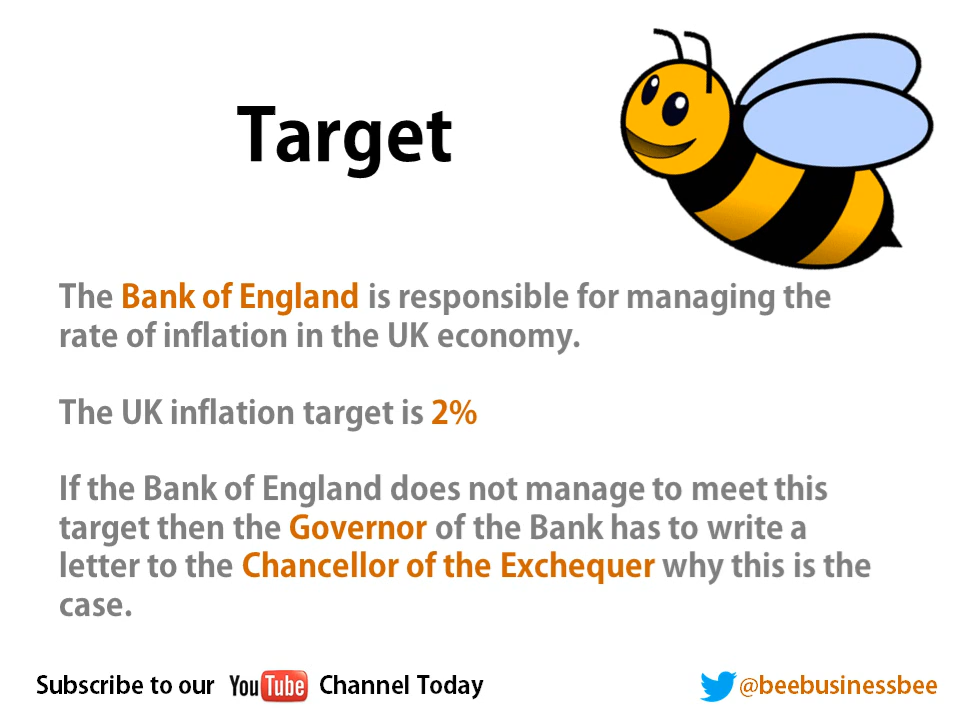 Target
The Bank of England is responsible for managing the
rate of inflation in the UK economy.
The UK inflation target is 2%
If the Bank of England does not manage to meet this
target then the Governor of the Bank has to write a
letter to the Chancellor of the Exchequer why this is the
case.
Subscribe to our YouTube Channel Today @beebusinessbee